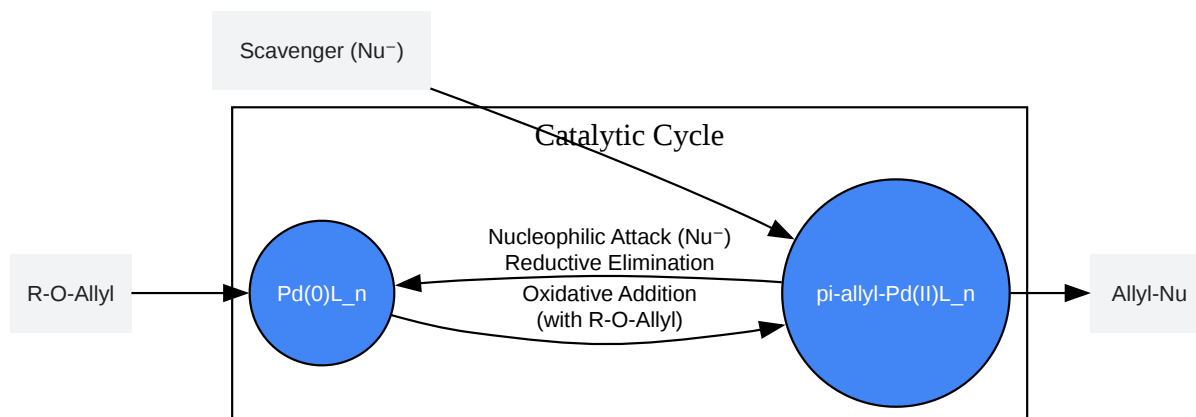 Scavenger (Nu⁻)
Catalytic Cycle
Nucleophilic Attack (Nu⁻)
Reductive Elimination
R-O-Allyl
Pd(0)L_n
Oxidative Addition
(with R-O-Allyl)
pi-allyl-Pd(II)L_n
Allyl-Nu